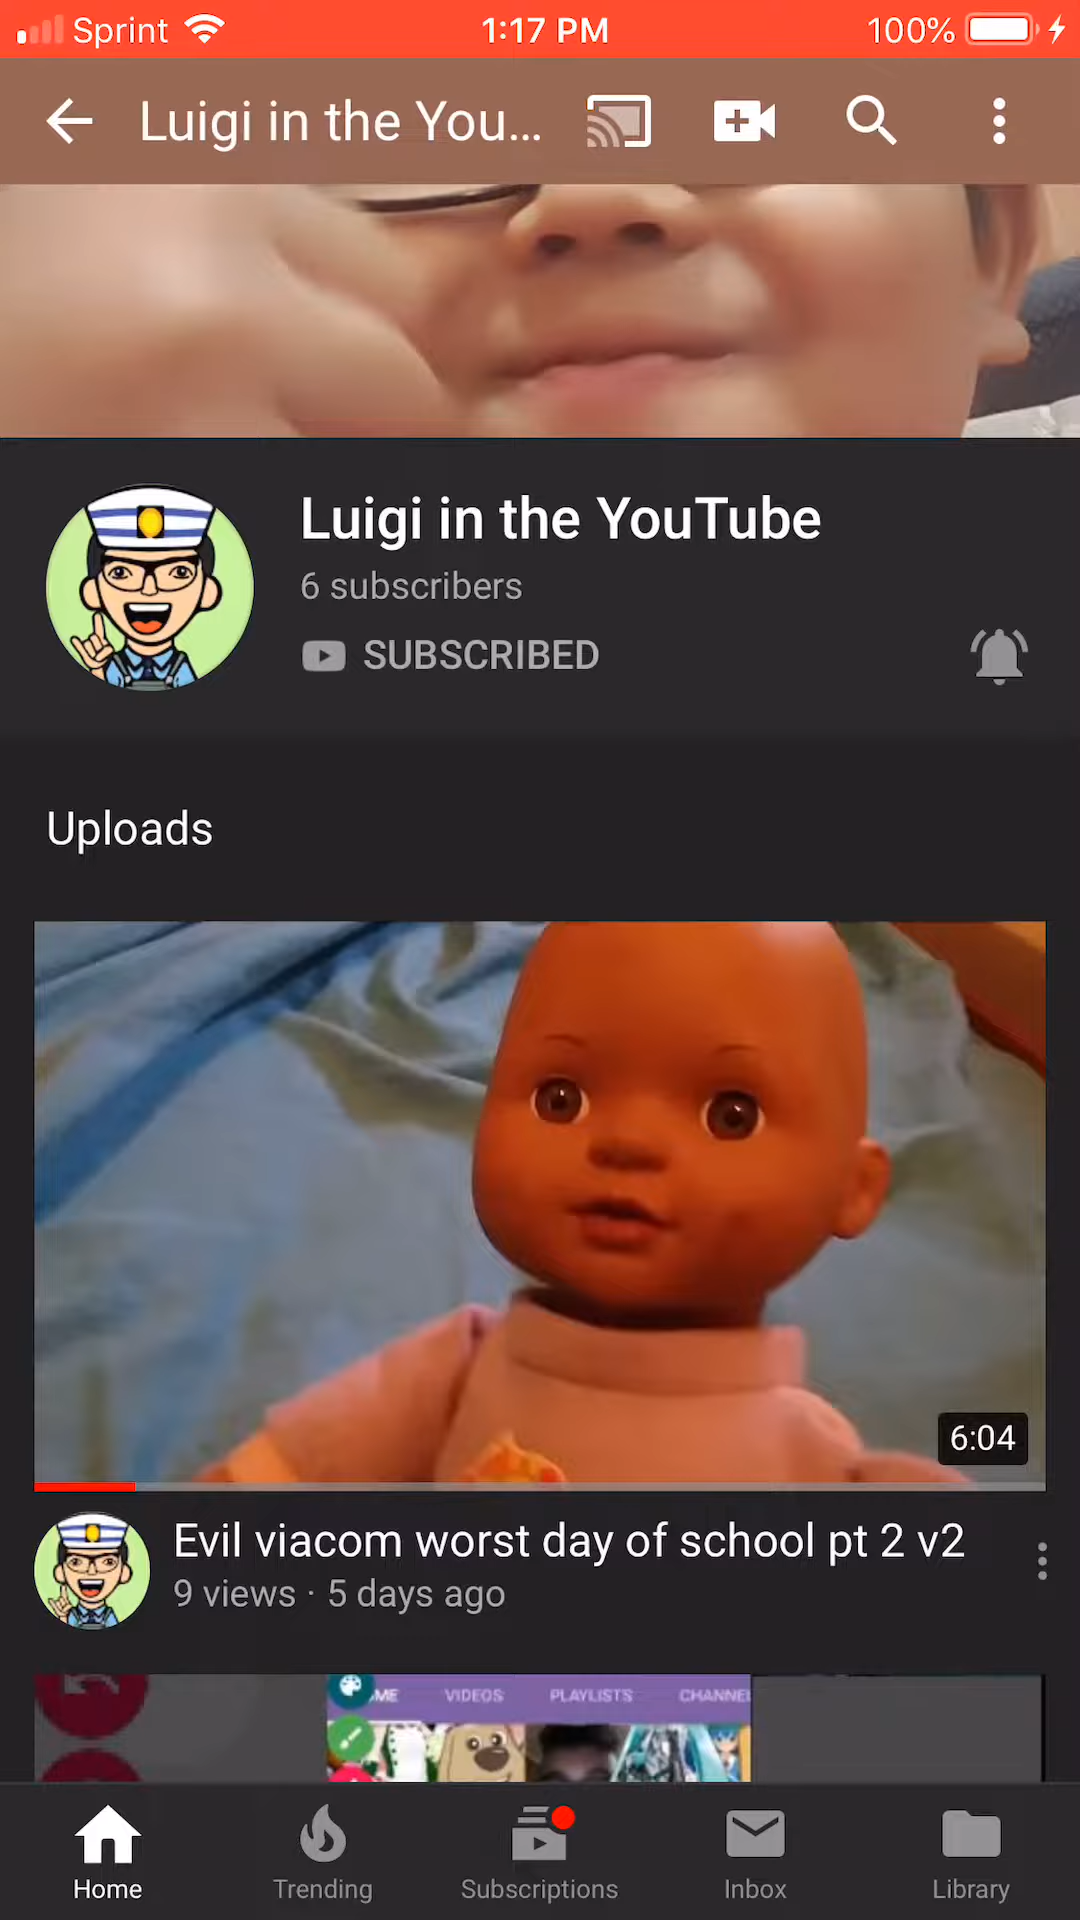 Sprint 1:17 PM 100%
Luigi in the You...
Luigi in the YouTube
6 subscribers
SUBSCRIBED
Uploads
6:04
Evil viacom worst day of school pt 2 v2
9 views · 5 days ago
VIDEOS PLAYLISTS
Home Trending Subscriptions Inbox Library